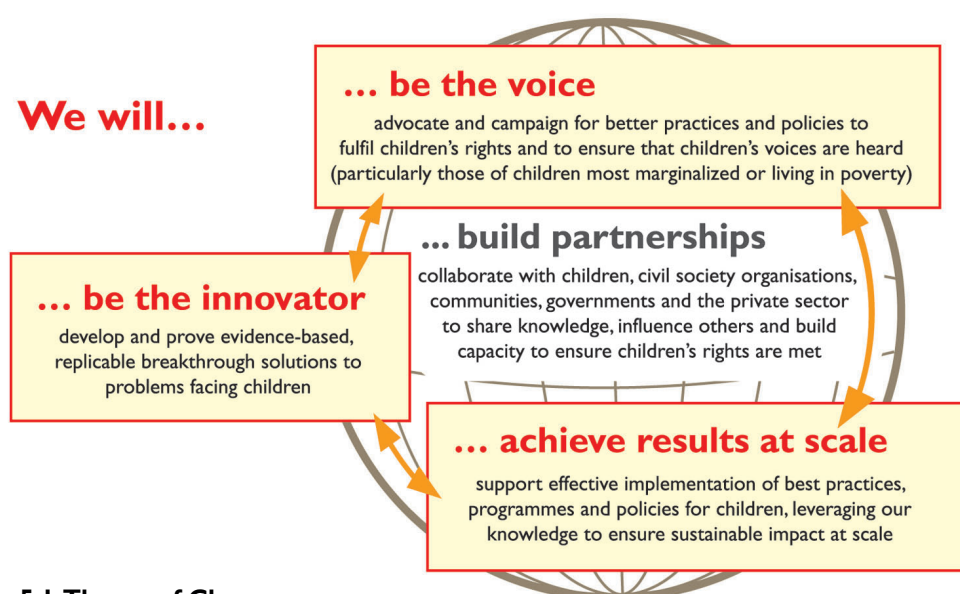 We will...
... be the voice
advocate and campaign for better practices and policies to
fulfil children's rights and to ensure that children's voices are heard
(particularly those of children most marginalized or living in poverty)
... build partnerships
collaborate with children, civil society organisations,
communities, governments and the private sector
to share knowledge, influence others and build
capacity to ensure children's rights are met
... be the innovator
develop and prove evidence-based,
replicable breakthrough solutions to
problems facing children
... achieve results at scale
support effective implementation of best practices,
programmes and policies for children, leveraging our
knowledge to ensure sustainable impact at scale